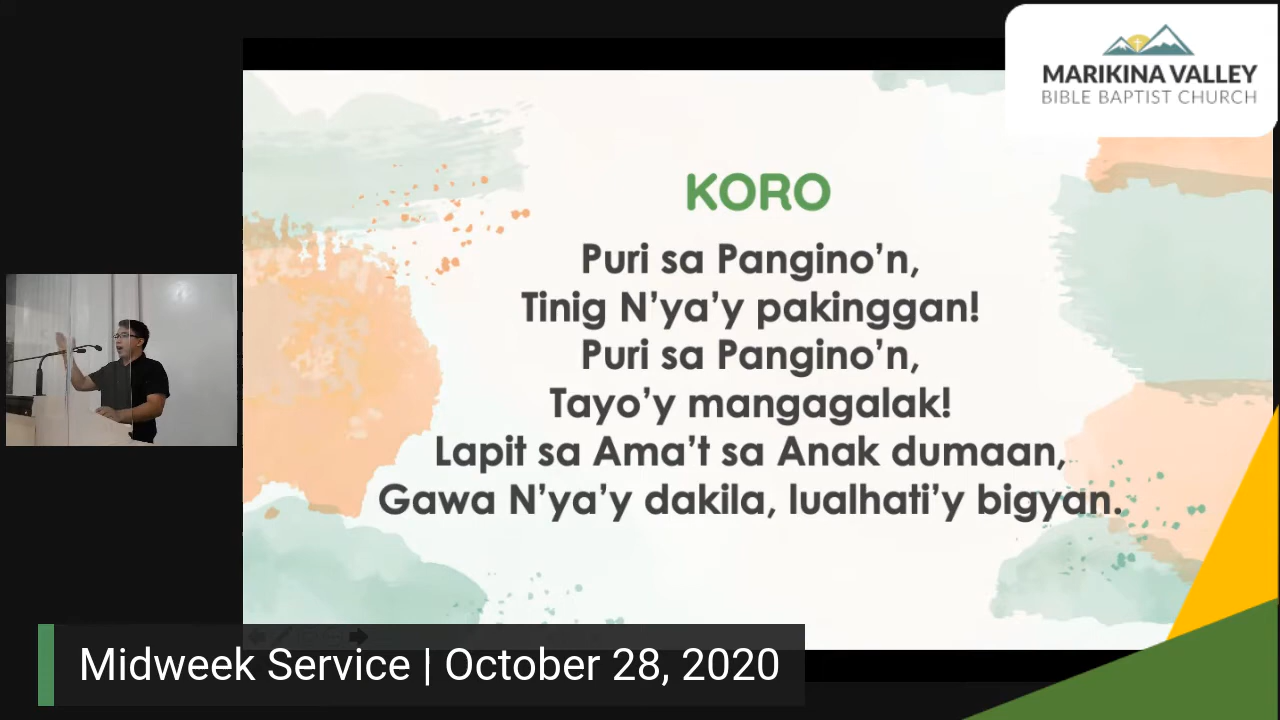 MARIKINA VALLEY
BIBLE BAPTIST CHURCH
KORO
Puri sa Pangino’n,
Tinig N’ya’y pakinggan!
Puri sa Pangino’n,
Tayo’y mangagalak!
Lapit sa Ama’t sa Anak dumaan,
Gawa N’ya’y dakila, lualhati’y bigyan.
Midweek Service | October 28, 2020